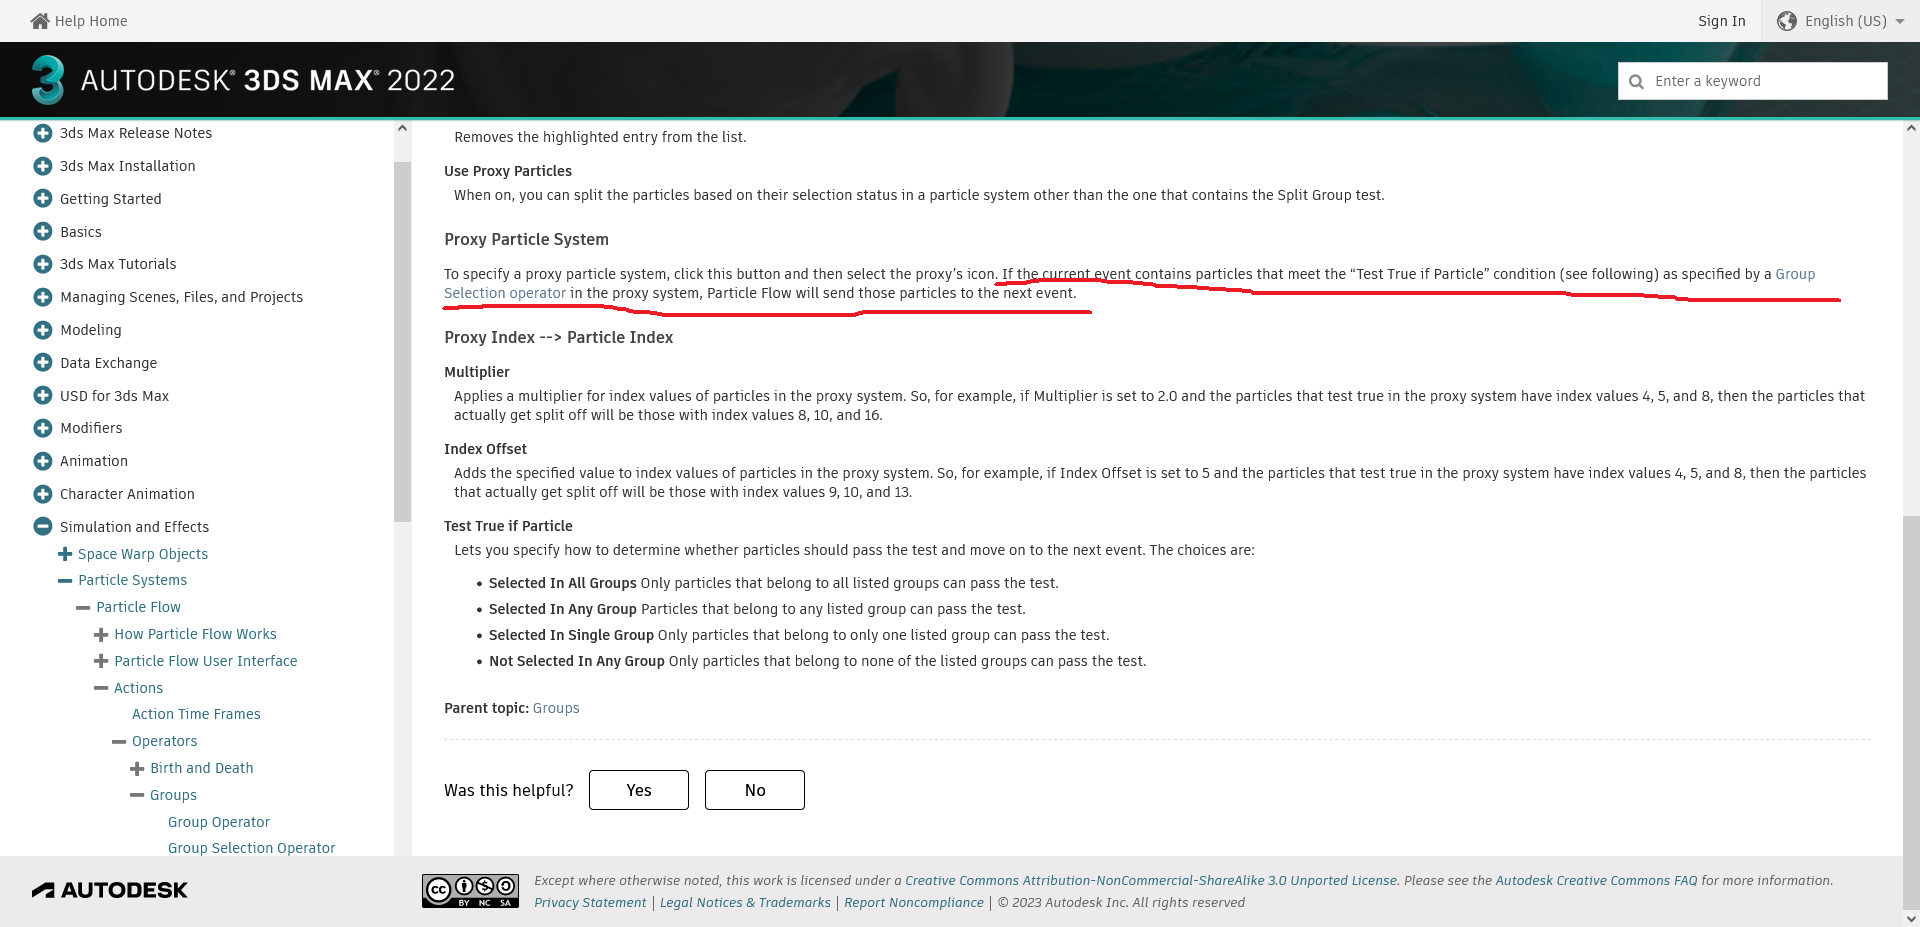 Help Home
Sign In
English (US)
AUTODESK® 3DS MAX® 2022
Enter a keyword
3ds Max Release Notes
3ds Max Installation
Getting Started
Basics
3ds Max Tutorials
Managing Scenes, Files, and Projects
Modeling
Data Exchange
USD for 3ds Max
Modifiers
Animation
Character Animation
Simulation and Effects
Space Warp Objects
Particle Systems
Particle Flow
How Particle Flow Works
Particle Flow User Interface
Actions
Action Time Frames
Operators
Birth and Death
Groups
Group Operator
Group Selection Operator
Removes the highlighted entry from the list.
Use Proxy Particles
When on, you can split the particles based on their selection status in a particle system other than the one that contains the Split Group test.
Proxy Particle System
To specify a proxy particle system, click this button and then select the proxy's icon. If the current event contains particles that meet the “Test True if Particle” condition (see following) as specified by a Group
Selection operator in the proxy system, Particle Flow will send those particles to the next event.
Proxy Index --> Particle Index
Multiplier
Applies a multiplier for index values of particles in the proxy system. So, for example, if Multiplier is set to 2.0 and the particles that test true in the proxy system have index values 4, 5, and 8, then the particles that
actually get split off will be those with index values 8, 10, and 16.
Index Offset
Adds the specified value to index values of particles in the proxy system. So, for example, if Index Offset is set to 5 and the particles that test true in the proxy system have index values 4, 5, and 8, then the particles
that actually get split off will be those with index values 9, 10, and 13.
Test True if Particle
Lets you specify how to determine whether particles should pass the test and move on to the next event. The choices are:
• Selected In All Groups Only particles that belong to all listed groups can pass the test.
• Selected In Any Group Particles that belong to any listed group can pass the test.
• Selected In Single Group Only particles that belong to only one listed group can pass the test.
• Not Selected In Any Group Only particles that belong to none of the listed groups can pass the test.
Parent topic: Groups
Was this helpful? Yes No
AUTODESK
cc BY NC SA
Except where otherwise noted, this work is licensed under a Creative Commons Attribution-NonCommercial-ShareAlike 3.0 Unported License. Please see the Autodesk Creative Commons FAQ for more information.
Privacy Statement | Legal Notices & Trademarks | Report Noncompliance | © 2023 Autodesk Inc. All rights reserved